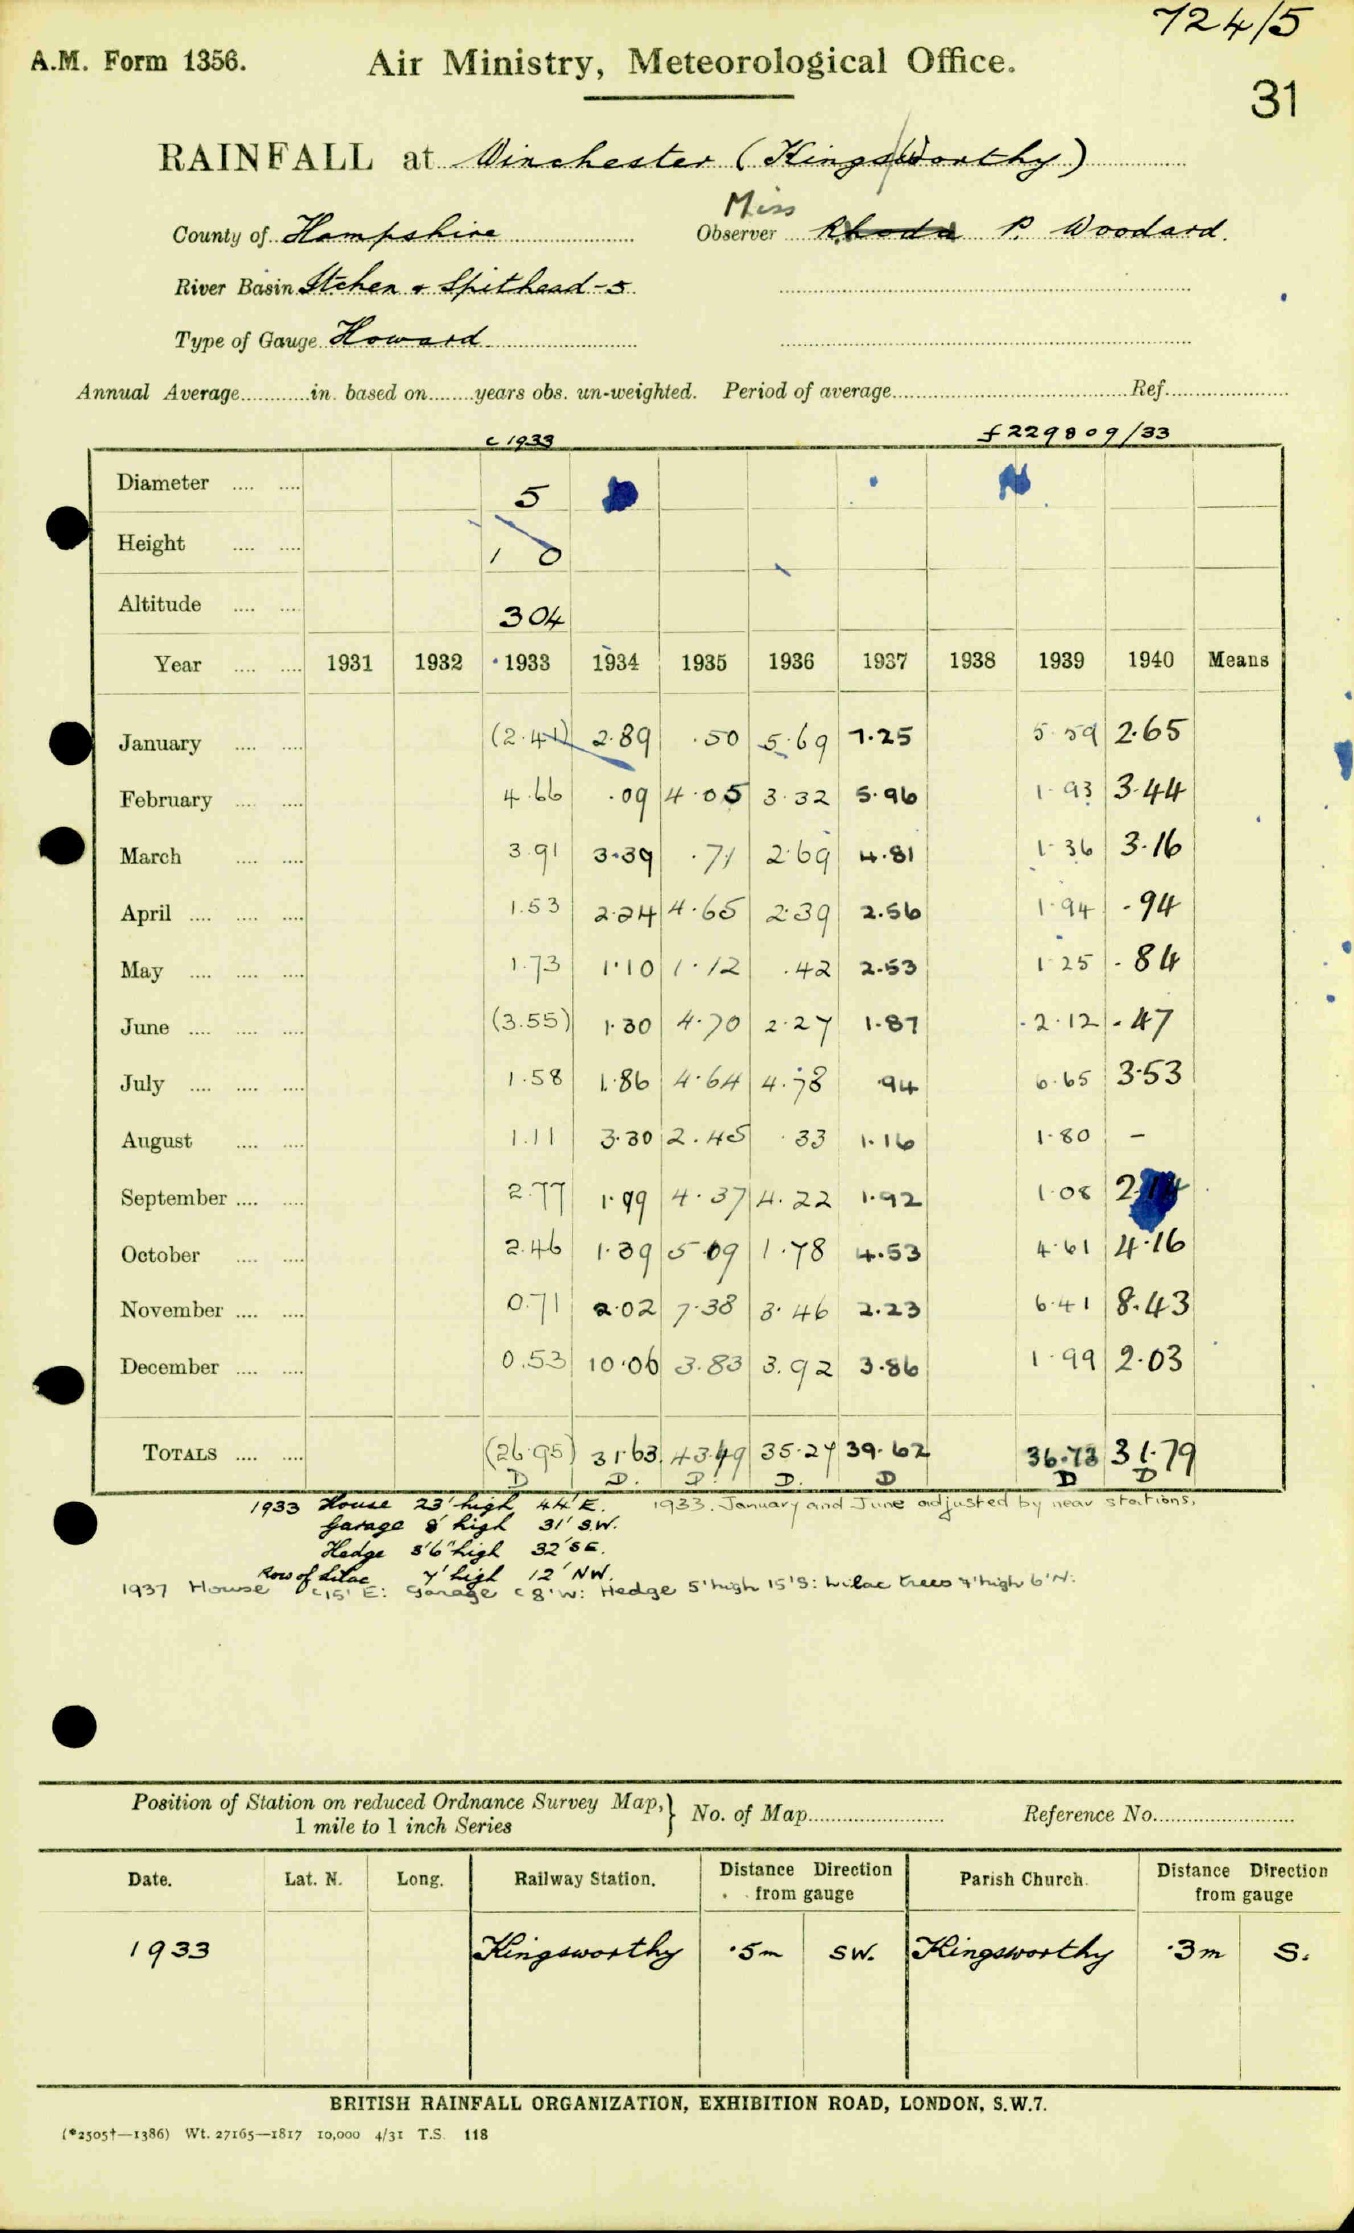 724/5
A.M. Form 1356. Air Ministry, Meteorological Office.
31
RAINFALL at Winchester (Kings/Worthy)
Miss
County of Hampshire Observer Rhoda P. Woodard.
River Basin Itchen & Spithead-5
Type of Gauge Howard
Annual Average............in. based on........years obs. un-weighted. Period of average.............Ref.............
c 1933 f 229809/33
Diameter .... .... 5
Height .... .... 1 0
Altitude .... .... 304
Year .... .... 1931 1932 1933 1934 1935 1936 1937 1938 1939 1940 Means
January .... .... (2.41) 2.89 .50 5.69 7.25 5.59 2.65
February .... .... 4.66 .09 4.05 3.32 5.96 1.93 3.44
March .... .... 3.91 3.39 .71 2.69 4.81 1.36 3.16
April .... .... .... 1.53 2.24 4.65 2.39 2.56 1.94 .94
May .... .... .... 1.73 1.10 1.12 .42 2.53 1.25 .84
June .... .... .... (3.55) 1.30 4.70 2.27 1.87 2.12 .47
July .... .... .... 1.58 1.86 4.64 4.78 .94 6.65 3.53
August .... .... 1.11 3.30 2.45 .33 1.16 1.80 -
September .... .... 2.77 1.99 4.37 4.22 1.92 1.08 2.14
October .... .... 2.46 1.39 5.09 1.78 4.53 4.61 4.16
November .... .... 0.71 2.02 7.38 3.46 2.23 6.41 8.43
December .... .... 0.53 10.06 3.83 3.92 3.86 1.99 2.03
TOTALS .... .... (26.95) 31.63 43.49 35.27 39.62 36.73 31.79
D D. D. D. D D D
1933 House 23' high 44' E. 1933. January and June adjusted by near stations.
Garage 8' high 31' S.W.
Hedge 5'6" high 32' SE.
Row of Lilac 7' high 12' NW.
1937 House c15' E: Garage c 8' W: Hedge 5' high 15' S: Lilac trees 7' high 6' N:
Position of Station on reduced Ordnance Survey Map, } No. of Map............ Reference No............
1 mile to 1 inch Series
Date. Lat. N. Long. Railway Station. Distance Direction from gauge Parish Church. Distance Direction from gauge
1933 Kingsworthy .5m SW. Kingsworthy .3m S.
BRITISH RAINFALL ORGANIZATION, EXHIBITION ROAD, LONDON, S.W.7.
(*2505†—1386) Wt. 27165—1817 10,000 4/31 T.S. 118